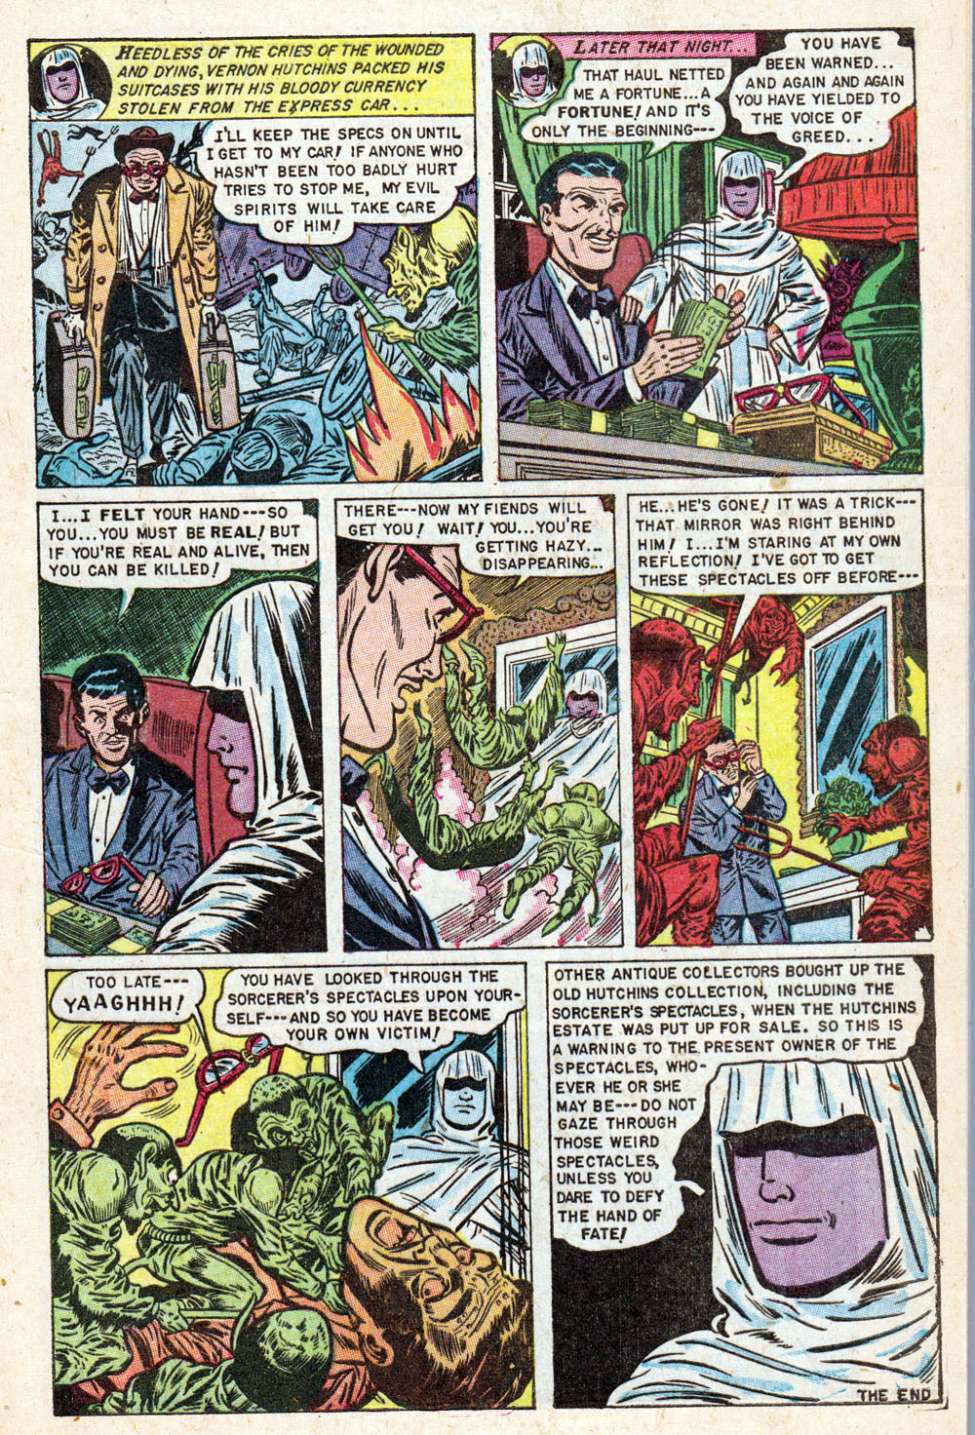 HEEDLESS OF THE CRIES OF THE WOUNDED
AND DYING, VERNON HUTCHINS PACKED HIS
SUITCASES WITH HIS BLOODY CURRENCY
STOLEN FROM THE EXPRESS CAR...
I'LL KEEP THE SPECS ON UNTIL
I GET TO MY CAR! IF ANYONE WHO
HASN'T BEEN TOO BADLY HURT
TRIES TO STOP ME, MY EVIL
SPIRITS WILL TAKE CARE
OF HIM!
LATER THAT NIGHT...
THAT HAUL NETTED
ME A FORTUNE...A
FORTUNE! AND IT'S
ONLY THE BEGINNING---
YOU HAVE
BEEN WARNED...
AND AGAIN AND AGAIN
YOU HAVE YIELDED TO
THE VOICE OF
GREED...
I...I FELT YOUR HAND---SO
YOU...YOU MUST BE REAL! BUT
IF YOU'RE REAL AND ALIVE, THEN
YOU CAN BE KILLED!
THERE---NOW MY FIENDS WILL
GET YOU! WAIT! YOU...YOU'RE
GETTING HAZY...
DISAPPEARING...
HE...HE'S GONE! IT WAS A TRICK---
THAT MIRROR WAS RIGHT BEHIND
HIM! I...I'M STARING AT MY OWN
REFLECTION! I'VE GOT TO GET
THESE SPECTACLES OFF BEFORE---
TOO LATE---
YAAGHHH!
YOU HAVE LOOKED THROUGH THE
SORCERER'S SPECTACLES UPON YOUR-
SELF---AND SO YOU HAVE BECOME
YOUR OWN VICTIM!
OTHER ANTIQUE COLLECTORS BOUGHT UP THE
OLD HUTCHINS COLLECTION, INCLUDING THE
SORCERER'S SPECTACLES, WHEN THE HUTCHINS
ESTATE WAS PUT UP FOR SALE. SO THIS IS
A WARNING TO THE PRESENT OWNER OF THE
SPECTACLES, WHO-
EVER HE OR SHE
MAY BE---DO NOT
GAZE THROUGH
THOSE WEIRD
SPECTACLES,
UNLESS YOU
DARE TO DEFY
THE HAND OF
FATE!
THE END